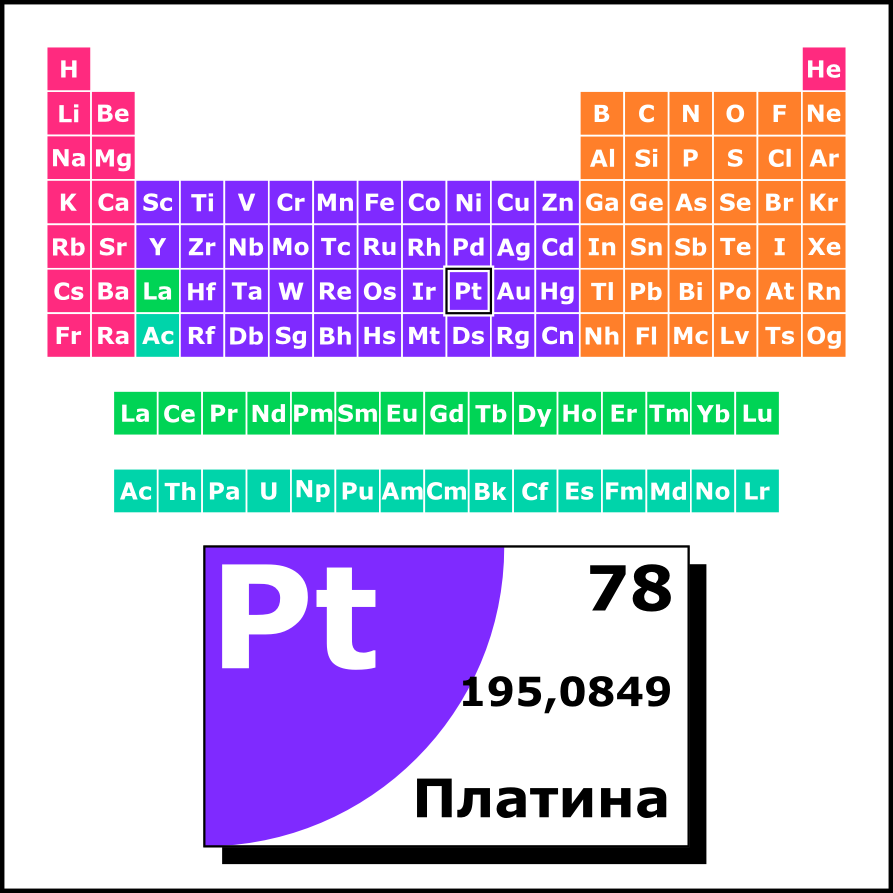 H He
Li Be B C N O F Ne
Na Mg Al Si P S Cl Ar
K Ca Sc Ti V Cr Mn Fe Co Ni Cu Zn Ga Ge As Se Br Kr
Rb Sr Y Zr Nb Mo Tc Ru Rh Pd Ag Cd In Sn Sb Te I Xe
Cs Ba La Hf Ta W Re Os Ir Pt Au Hg Tl Pb Bi Po At Rn
Fr Ra Ac Rf Db Sg Bh Hs Mt Ds Rg Cn Nh Fl Mc Lv Ts Og
La Ce Pr Nd Pm Sm Eu Gd Tb Dy Ho Er Tm Yb Lu
Ac Th Pa U Np Pu Am Cm Bk Cf Es Fm Md No Lr
Pt
78
195,0849
Платина